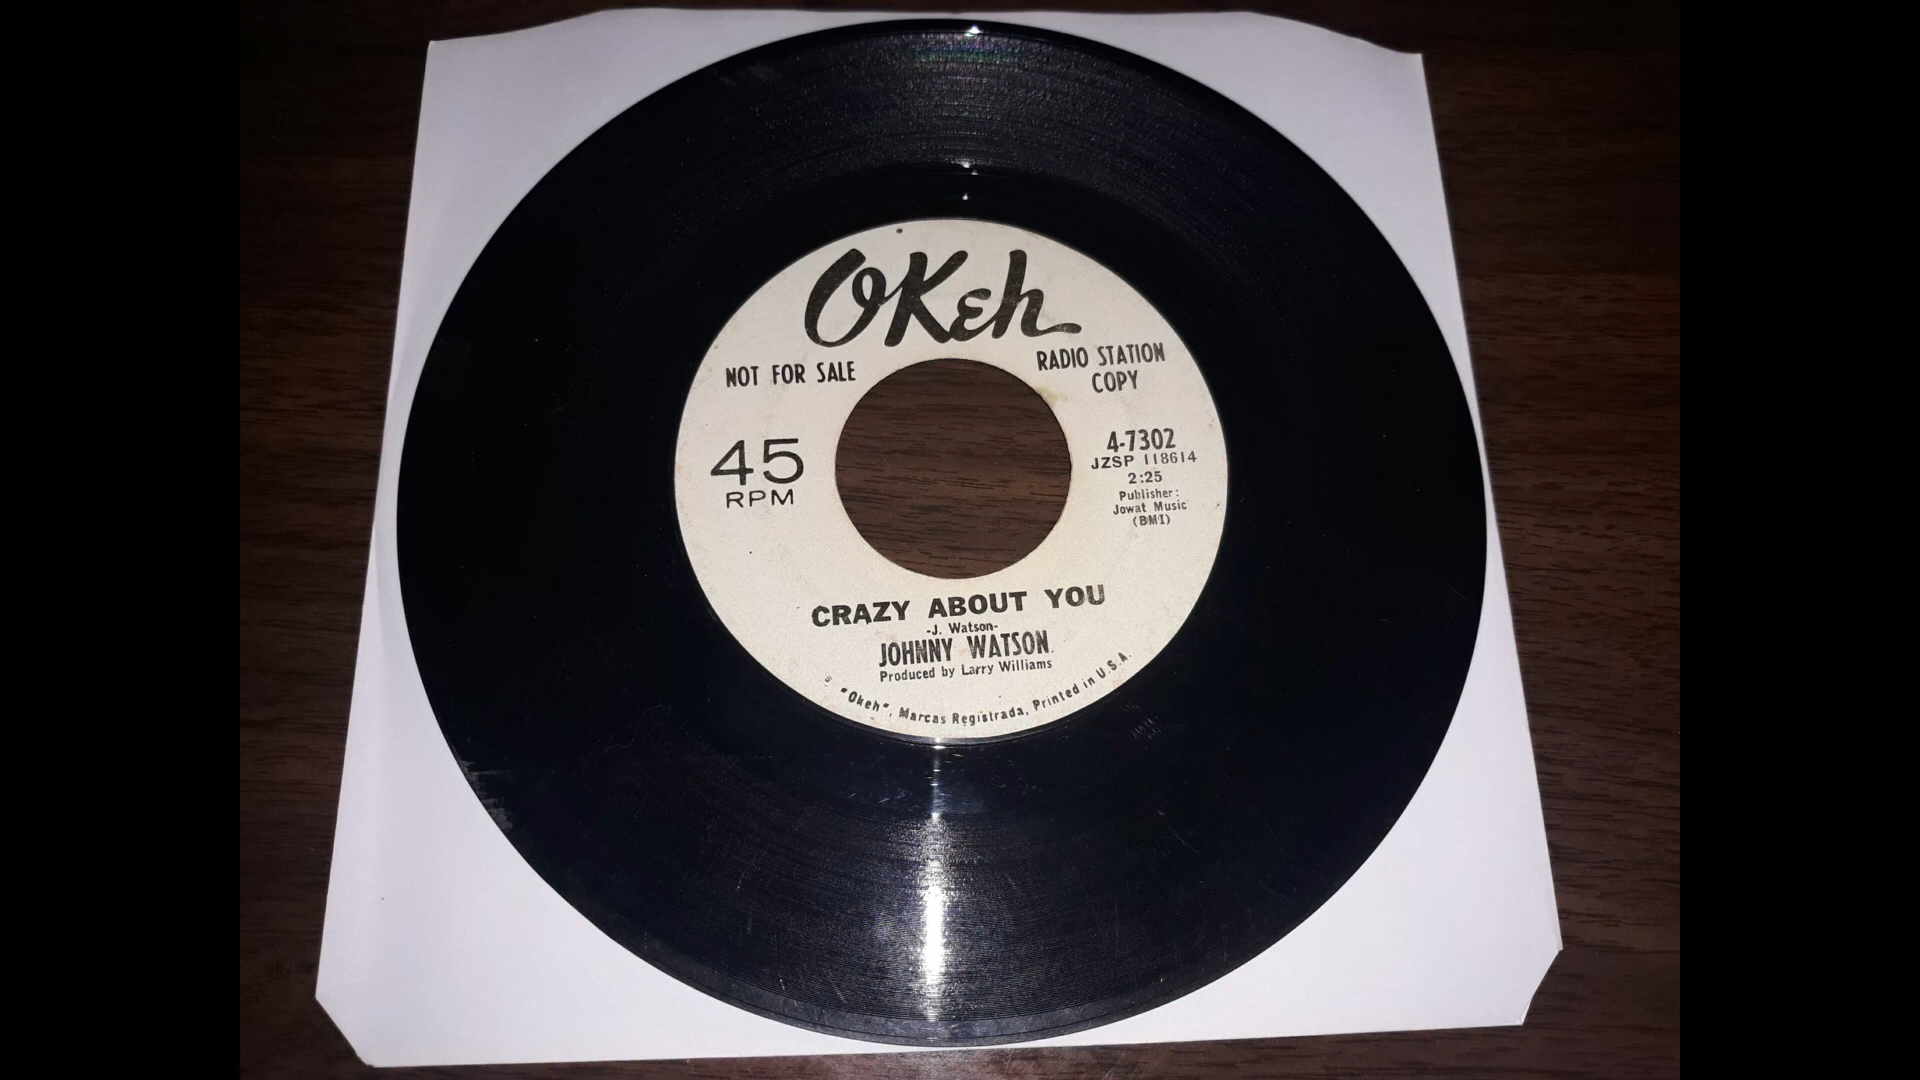 OKeh
NOT FOR SALE
RADIO STATION
COPY
45
RPM
4-7302
JZSP 118614
2:25
Publisher:
Jowat Music
(BMI)
CRAZY ABOUT YOU
-J. Watson-
JOHNNY WATSON
Produced by Larry Williams
"Okeh", Marcas Registrada, Printed in U.S.A.